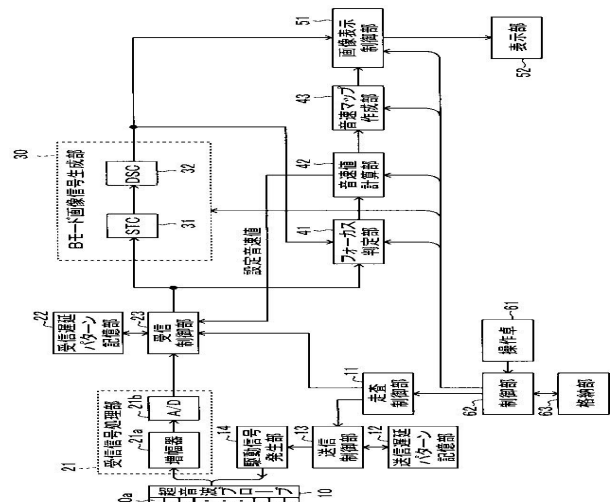 30
Bモード画像信号生成部
STC
31
DSC
32
51
画像表示
制御部
表示部
52
43
音速マップ
作成部
42
音速値
計算部
41
フォーカス
判定部
設定音速値
22
受信遅延
パターン
記憶部
23
受信
制御部
21
受信信号処理部
21a
増幅器
21b
A/D
11
走査
制御部
14
駆動信号
発生部
13
送信
制御部
12
送信遅延
パターン
記憶部
61
操作卓
62
制御部
63
格納部
超音波プローブ
10
0a